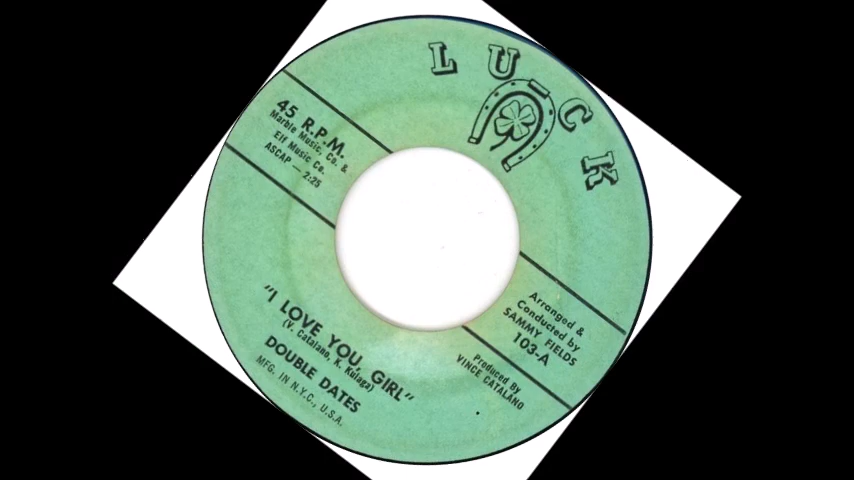 LUCK
45 R.P.M.
Marble Music, Co. &
Elf Music Co.
ASCAP — 2:25
Arranged &
Conducted by
SAMMY FIELDS
103-A
Produced By
VINCE CATALANO
"I LOVE YOU, GIRL"
(V. Catalano, K. Kulaga)
DOUBLE DATES
MFG. IN N.Y.C., U.S.A.